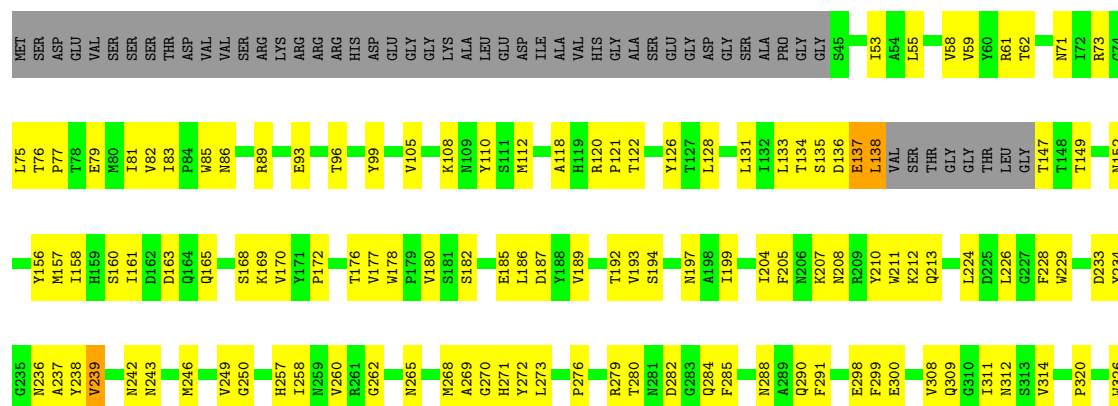 MET SER ASP GLU VAL SER SER SER THR ASP VAL VAL SER ARG LYS ARG ARG ARG ARG HIS ASP GLU GLY GLY LYS ALA LEU GLU ASP ILE ALA VAL HIS GLY ALA SER GLU GLY ASP GLY SER ALA PRO GLY GLY S45 I53 A54 L55 V58 V59 Y60 R61 T62 N71 I72 R73 G74
L75 T76 P77 T78 E79 M80 I81 V82 I83 P84 W85 N86 R89 E93 T96 Y99 V105 K108 N109 Y110 S111 M112 A118 H119 R120 P121 T122 Y126 T127 L128 L131 I132 L133 T134 S135 D136 E137 L138 VAL SER THR GLY GLY THR LEU GLY T147 T148 T149 N152
Y156 M157 I158 H159 S160 I161 D162 D163 Q164 Q165 S168 K169 V170 Y171 P172 T176 V177 W178 P179 V180 S181 S182 E185 L186 D187 Y188 V189 T192 V193 S194 N197 A198 I199 I204 F205 N206 K207 N208 R209 Y210 W211 K212 Q213 L224 D225 L226 G227 F228 W229 D233 Y234
G235 N236 A237 Y238 V239 N242 N243 M246 V249 G250 H257 I258 N259 V260 R261 G262 N265 M268 A269 G270 H271 Y272 L273 P276 R279 T280 N281 D282 G283 Q284 F285 N288 A289 Q290 F291 E298 F299 E300 V308 Q309 G310 I311 N312 S313 V314 P320